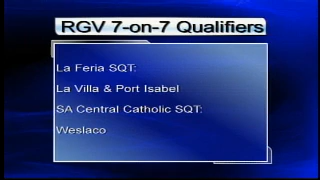 RGV 7-on-7 Qualifiers
La Feria SQT:
La Villa & Port Isabel
SA Central Catholic SQT:
Weslaco